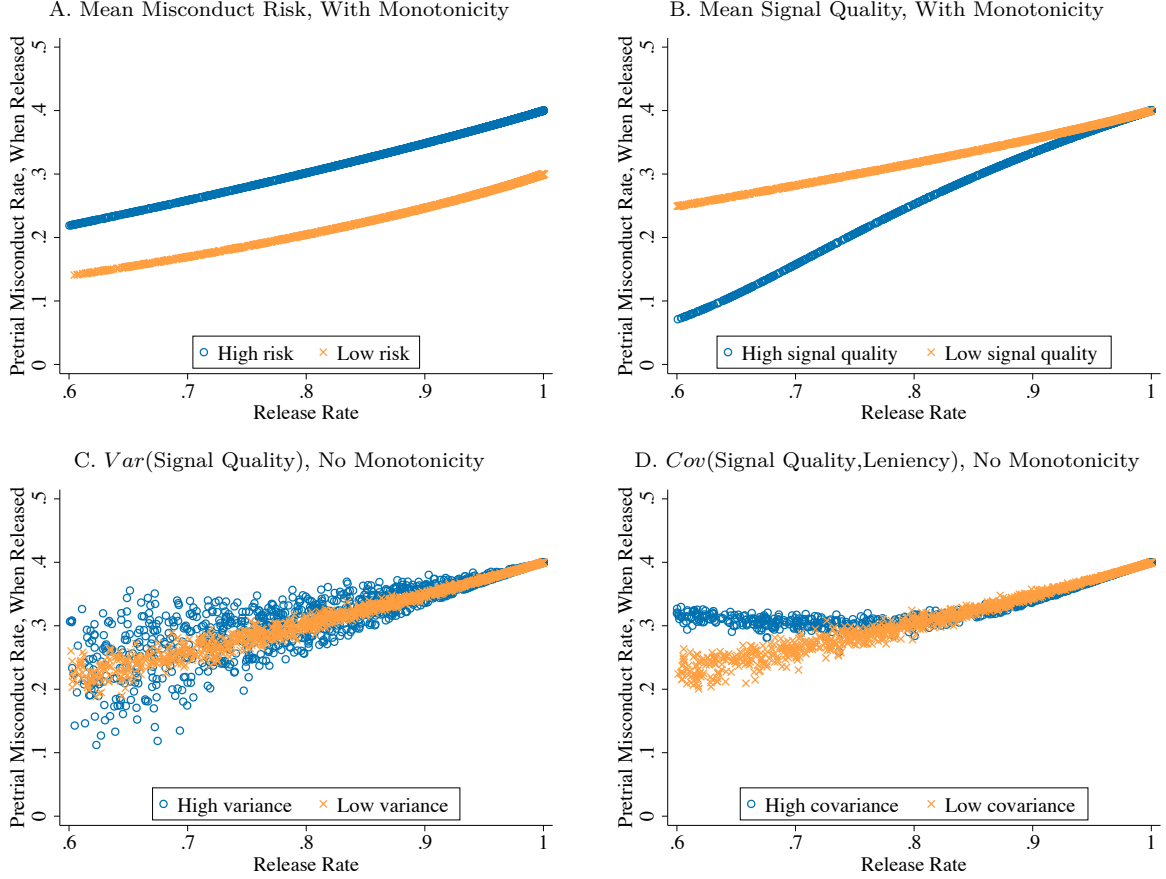 A. Mean Misconduct Risk, With Monotonicity
Pretrial Misconduct Rate, When Released
.5
.4
.3
.2
.1
0
High risk
Low risk
.6 .7 .8 .9 1
Release Rate
B. Mean Signal Quality, With Monotonicity
Pretrial Misconduct Rate, When Released
.5
.4
.3
.2
.1
0
High signal quality
Low signal quality
.6 .7 .8 .9 1
Release Rate
C. Var(Signal Quality), No Monotonicity
Pretrial Misconduct Rate, When Released
.5
.4
.3
.2
.1
0
High variance
Low variance
.6 .7 .8 .9 1
Release Rate
D. Cov(Signal Quality,Leniency), No Monotonicity
Pretrial Misconduct Rate, When Released
.5
.4
.3
.2
.1
0
High covariance
Low covariance
.6 .7 .8 .9 1
Release Rate